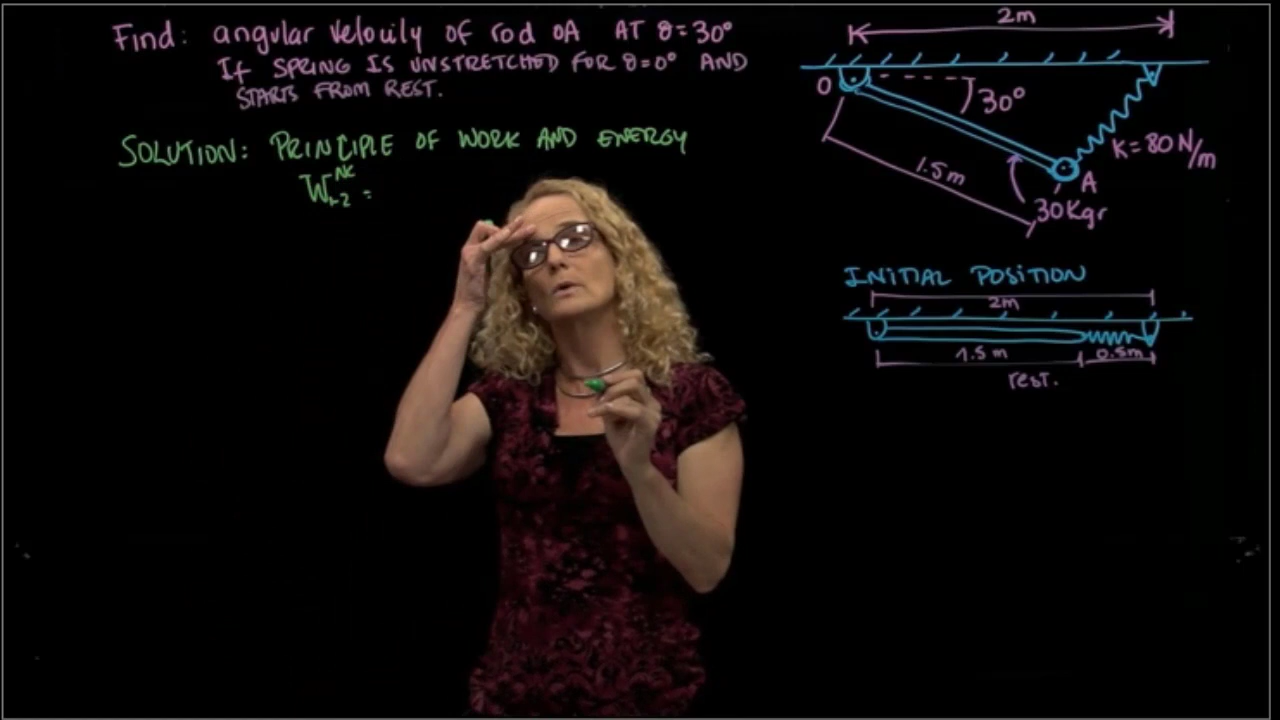 Find: angular velocity of rod OA AT θ=30°
IF SPRING IS UNSTRETCHED FOR θ=0° AND
STARTS FROM REST.
SOLUTION: PRINCIPLE OF WORK AND ENERGY
W₁₋₂ᴺᶜ =
2m
O
30°
K=80 N/m
1.5m
A
30Kgr
INITIAL POSITION
2m
1.5m
0.5m
rest.